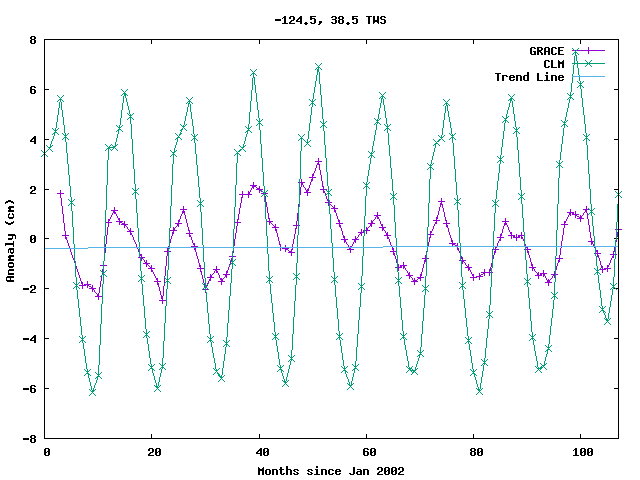 -124.5, 38.5 TWS
GRACE
CLM
Trend Line
8
6
4
2
0
-2
-4
-6
-8
Anomaly (cm)
0 20 40 60 80 100
Months since Jan 2002